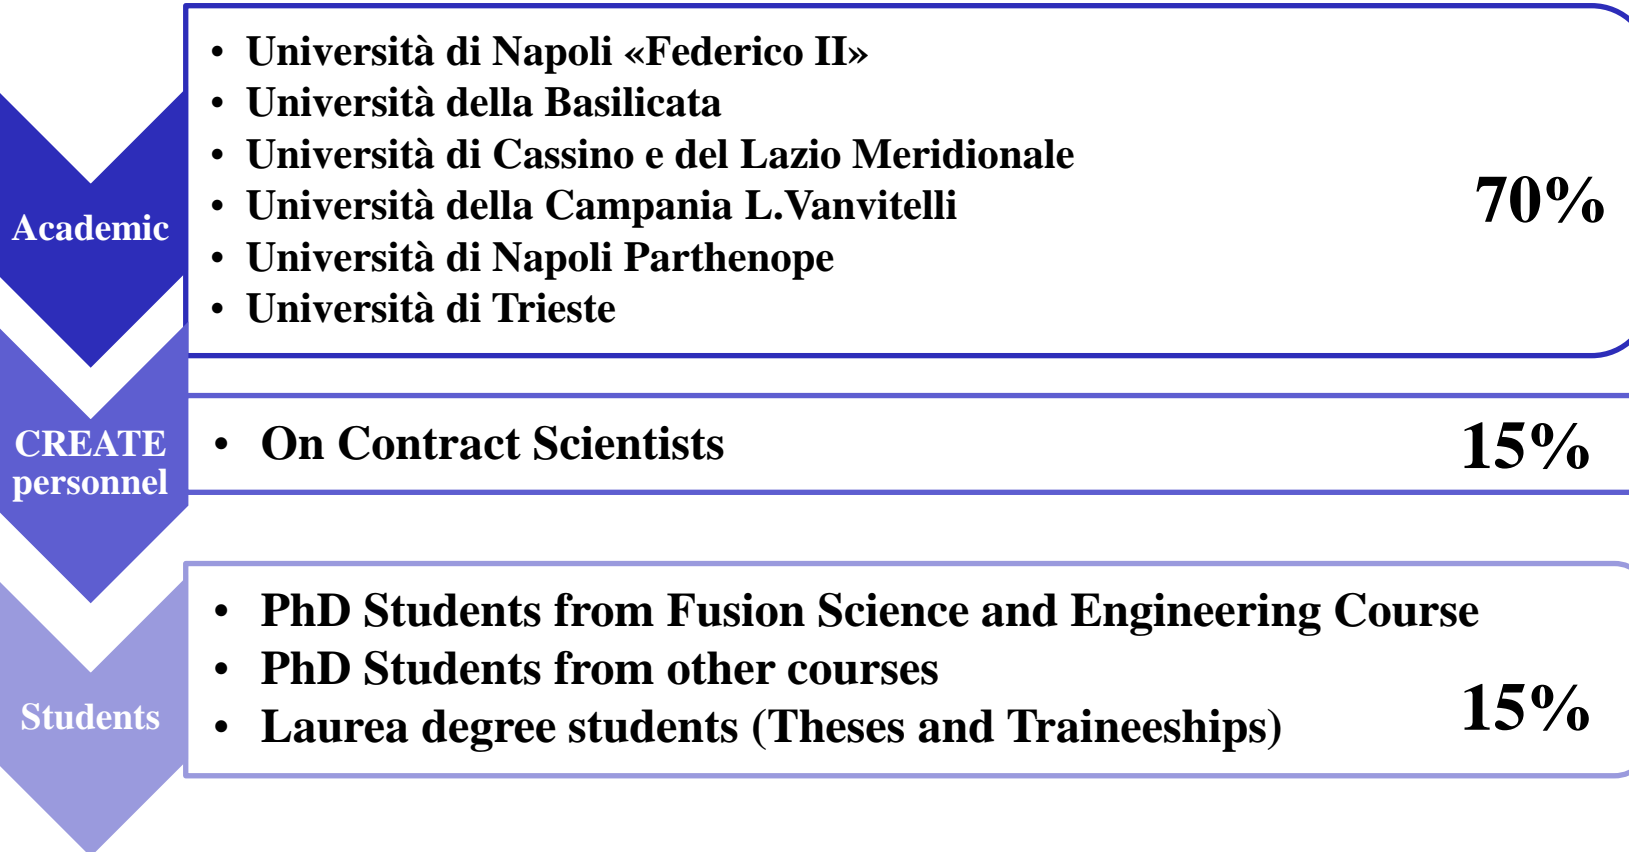 Academic
• Università di Napoli «Federico II»
• Università della Basilicata
• Università di Cassino e del Lazio Meridionale
• Università della Campania L.Vanvitelli
• Università di Napoli Parthenope
• Università di Trieste
70%
CREATE
personnel
• On Contract Scientists
15%
Students
• PhD Students from Fusion Science and Engineering Course
• PhD Students from other courses
• Laurea degree students (Theses and Traineeships)
15%